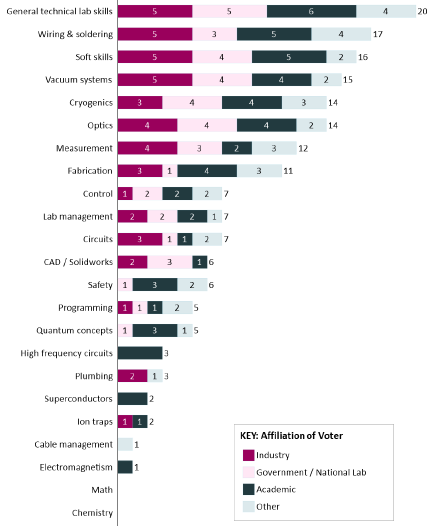 General technical lab skills 5 5 6 4 20
Wiring & soldering 5 3 5 4 17
Soft skills 5 4 5 2 16
Vacuum systems 5 4 4 2 15
Cryogenics 3 4 4 3 14
Optics 4 4 4 2 14
Measurement 4 3 2 3 12
Fabrication 3 1 4 3 11
Control 1 2 2 2 7
Lab management 2 2 2 1 7
Circuits 3 1 1 2 7
CAD / Solidworks 2 3 1 6
Safety 1 3 2 6
Programming 1 1 1 2 5
Quantum concepts 1 3 1 5
High frequency circuits 3
Plumbing 2 1 3
Superconductors 2
Ion traps 1 1 2
Cable management 1
Electromagnetism 1
Math
Chemistry
KEY: Affiliation of Voter
Industry
Government / National Lab
Academic
Other